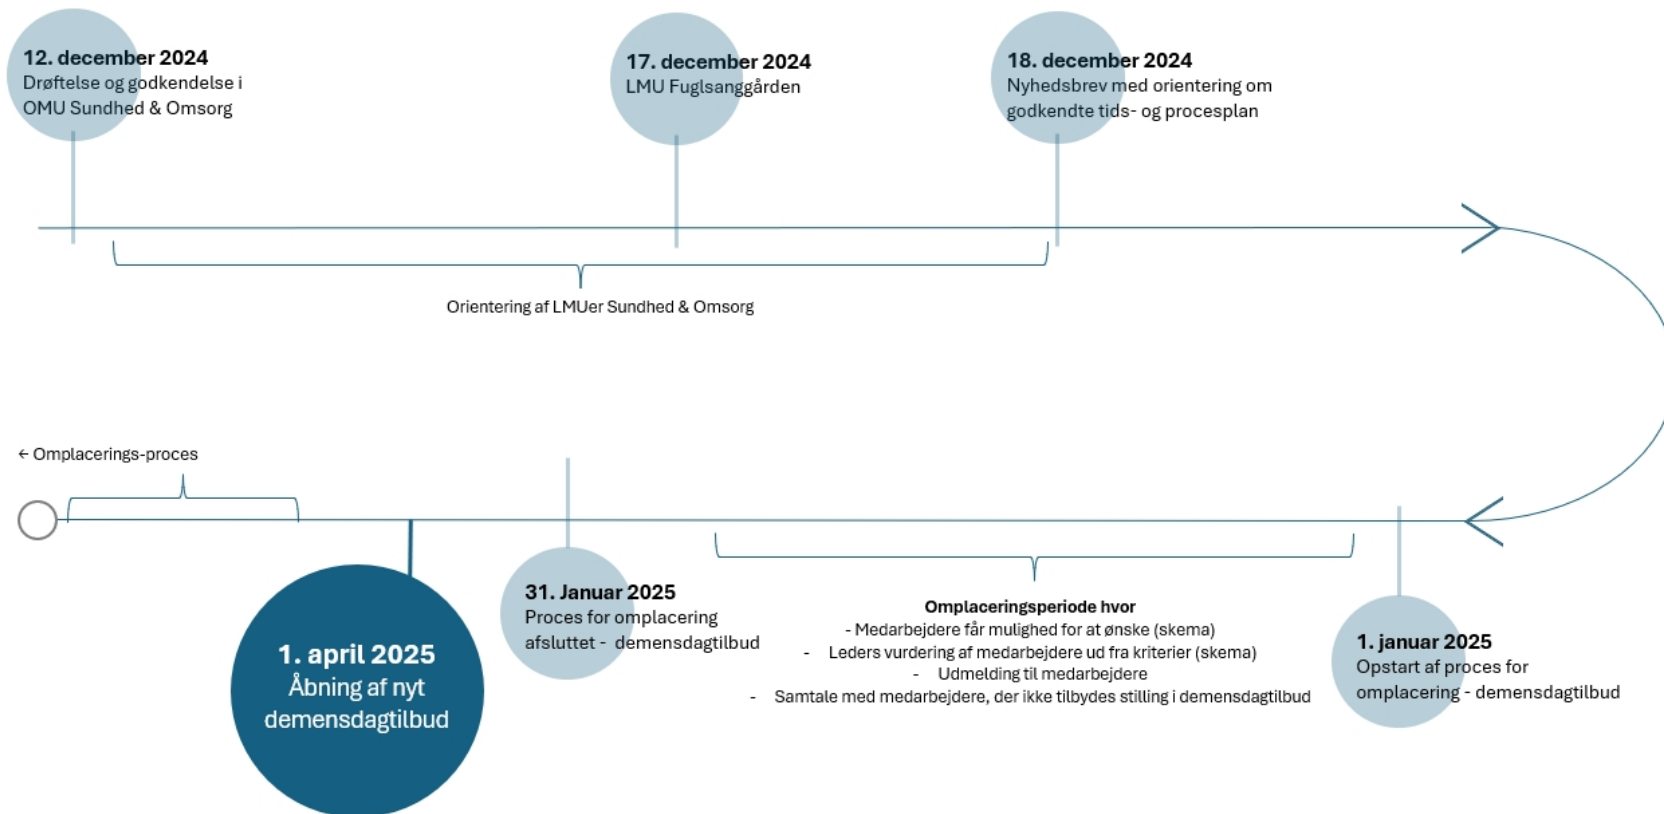 12. december 2024
Drøftelse og godkendelse i
OMU Sundhed & Omsorg
17. december 2024
LMU Fuglsanggården
18. december 2024
Nyhedsbrev med orientering om
godkendte tids- og procesplan
Orientering af LMUer Sundhed & Omsorg
1. januar 2025
Opstart af proces for
omplacering - demensdagtilbud
Omplaceringsperiode hvor
- Medarbejdere får mulighed for at ønske (skema)
- Leders vurdering af medarbejdere ud fra kriterier (skema)
- Udmelding til medarbejdere
- Samtale med medarbejdere, der ikke tilbydes stilling i demensdagtilbud
31. Januar 2025
Proces for omplacering
afsluttet - demensdagtilbud
1. april 2025
Åbning af nyt
demensdagtilbud
← Omplacerings-proces